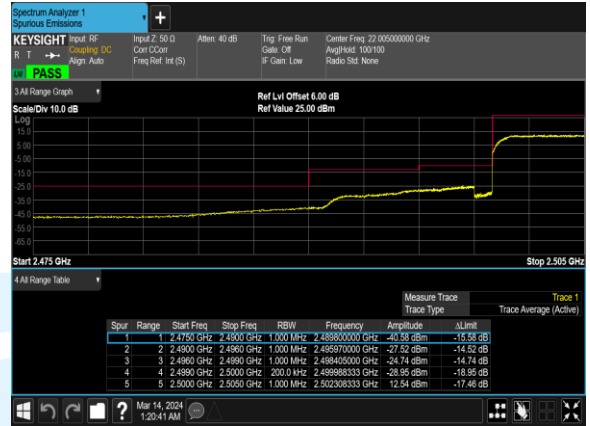 Spectrum Analyzer 1
Spurious Emissions
KEYSIGHT Input: RF Input Z: 50 Ω Atten: 40 dB Trig: Free Run Center Freq: 22.005000000 GHz
R T Coupling: DC Corr CCorr Gate: Off Avg|Hold: 100/100
Align: Auto Freq Ref: Int (S) IF Gain: Low Radio Std: None
PASS
3 All Range Graph
Ref Lvl Offset 6.00 dB
Scale/Div 10.0 dB Ref Value 25.00 dBm
Log
15.0
5.00
-5.00
-15.0
-25.0
-35.0
-45.0
-55.0
-65.0
Start 2.475 GHz Stop 2.505 GHz
4 All Range Table
Measure Trace Trace 1
Trace Type Trace Average (Active)
Spur Range Start Freq Stop Freq RBW Frequency Amplitude ΔLimit
1 1 2.4750 GHz 2.4900 GHz 1.000 MHz 2.489800000 GHz -40.58 dBm -15.58 dB
2 2 2.4900 GHz 2.4960 GHz 1.000 MHz 2.495970000 GHz -27.52 dBm -14.52 dB
3 3 2.4960 GHz 2.4990 GHz 1.000 MHz 2.498405000 GHz -24.74 dBm -14.74 dB
4 4 2.4990 GHz 2.5000 GHz 200.0 kHz 2.499988333 GHz -28.95 dBm -18.95 dB
5 5 2.5000 GHz 2.5050 GHz 1.000 MHz 2.502308333 GHz 12.54 dBm -17.46 dB
? Mar 14, 2024
1:20:41 AM